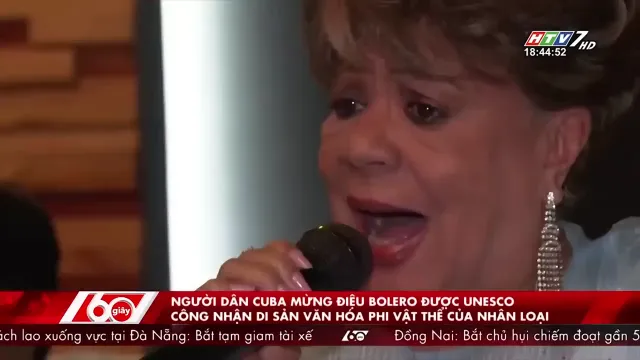 HTV7 HD
18:44:52
60 giây
NGƯỜI DÂN CUBA MỪNG ĐIỆU BOLERO ĐƯỢC UNESCO
CÔNG NHẬN DI SẢN VĂN HÓA PHI VẬT THỂ CỦA NHÂN LOẠI
ách lao xuống vực tại Đà Nẵng: Bắt tạm giam tài xế
Đồng Nai: Bắt chủ hụi chiếm đoạt gần 5